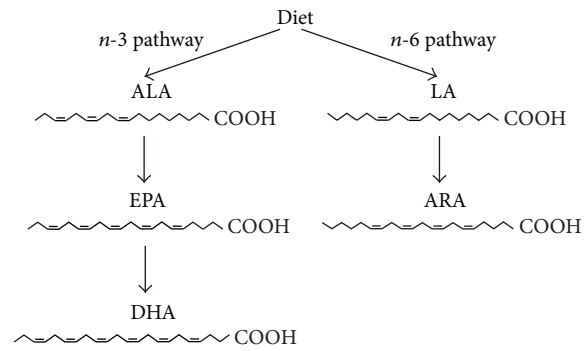 Diet
n-3 pathway
n-6 pathway
ALA
LA
COOH
COOH
EPA
ARA
COOH
COOH
DHA
COOH